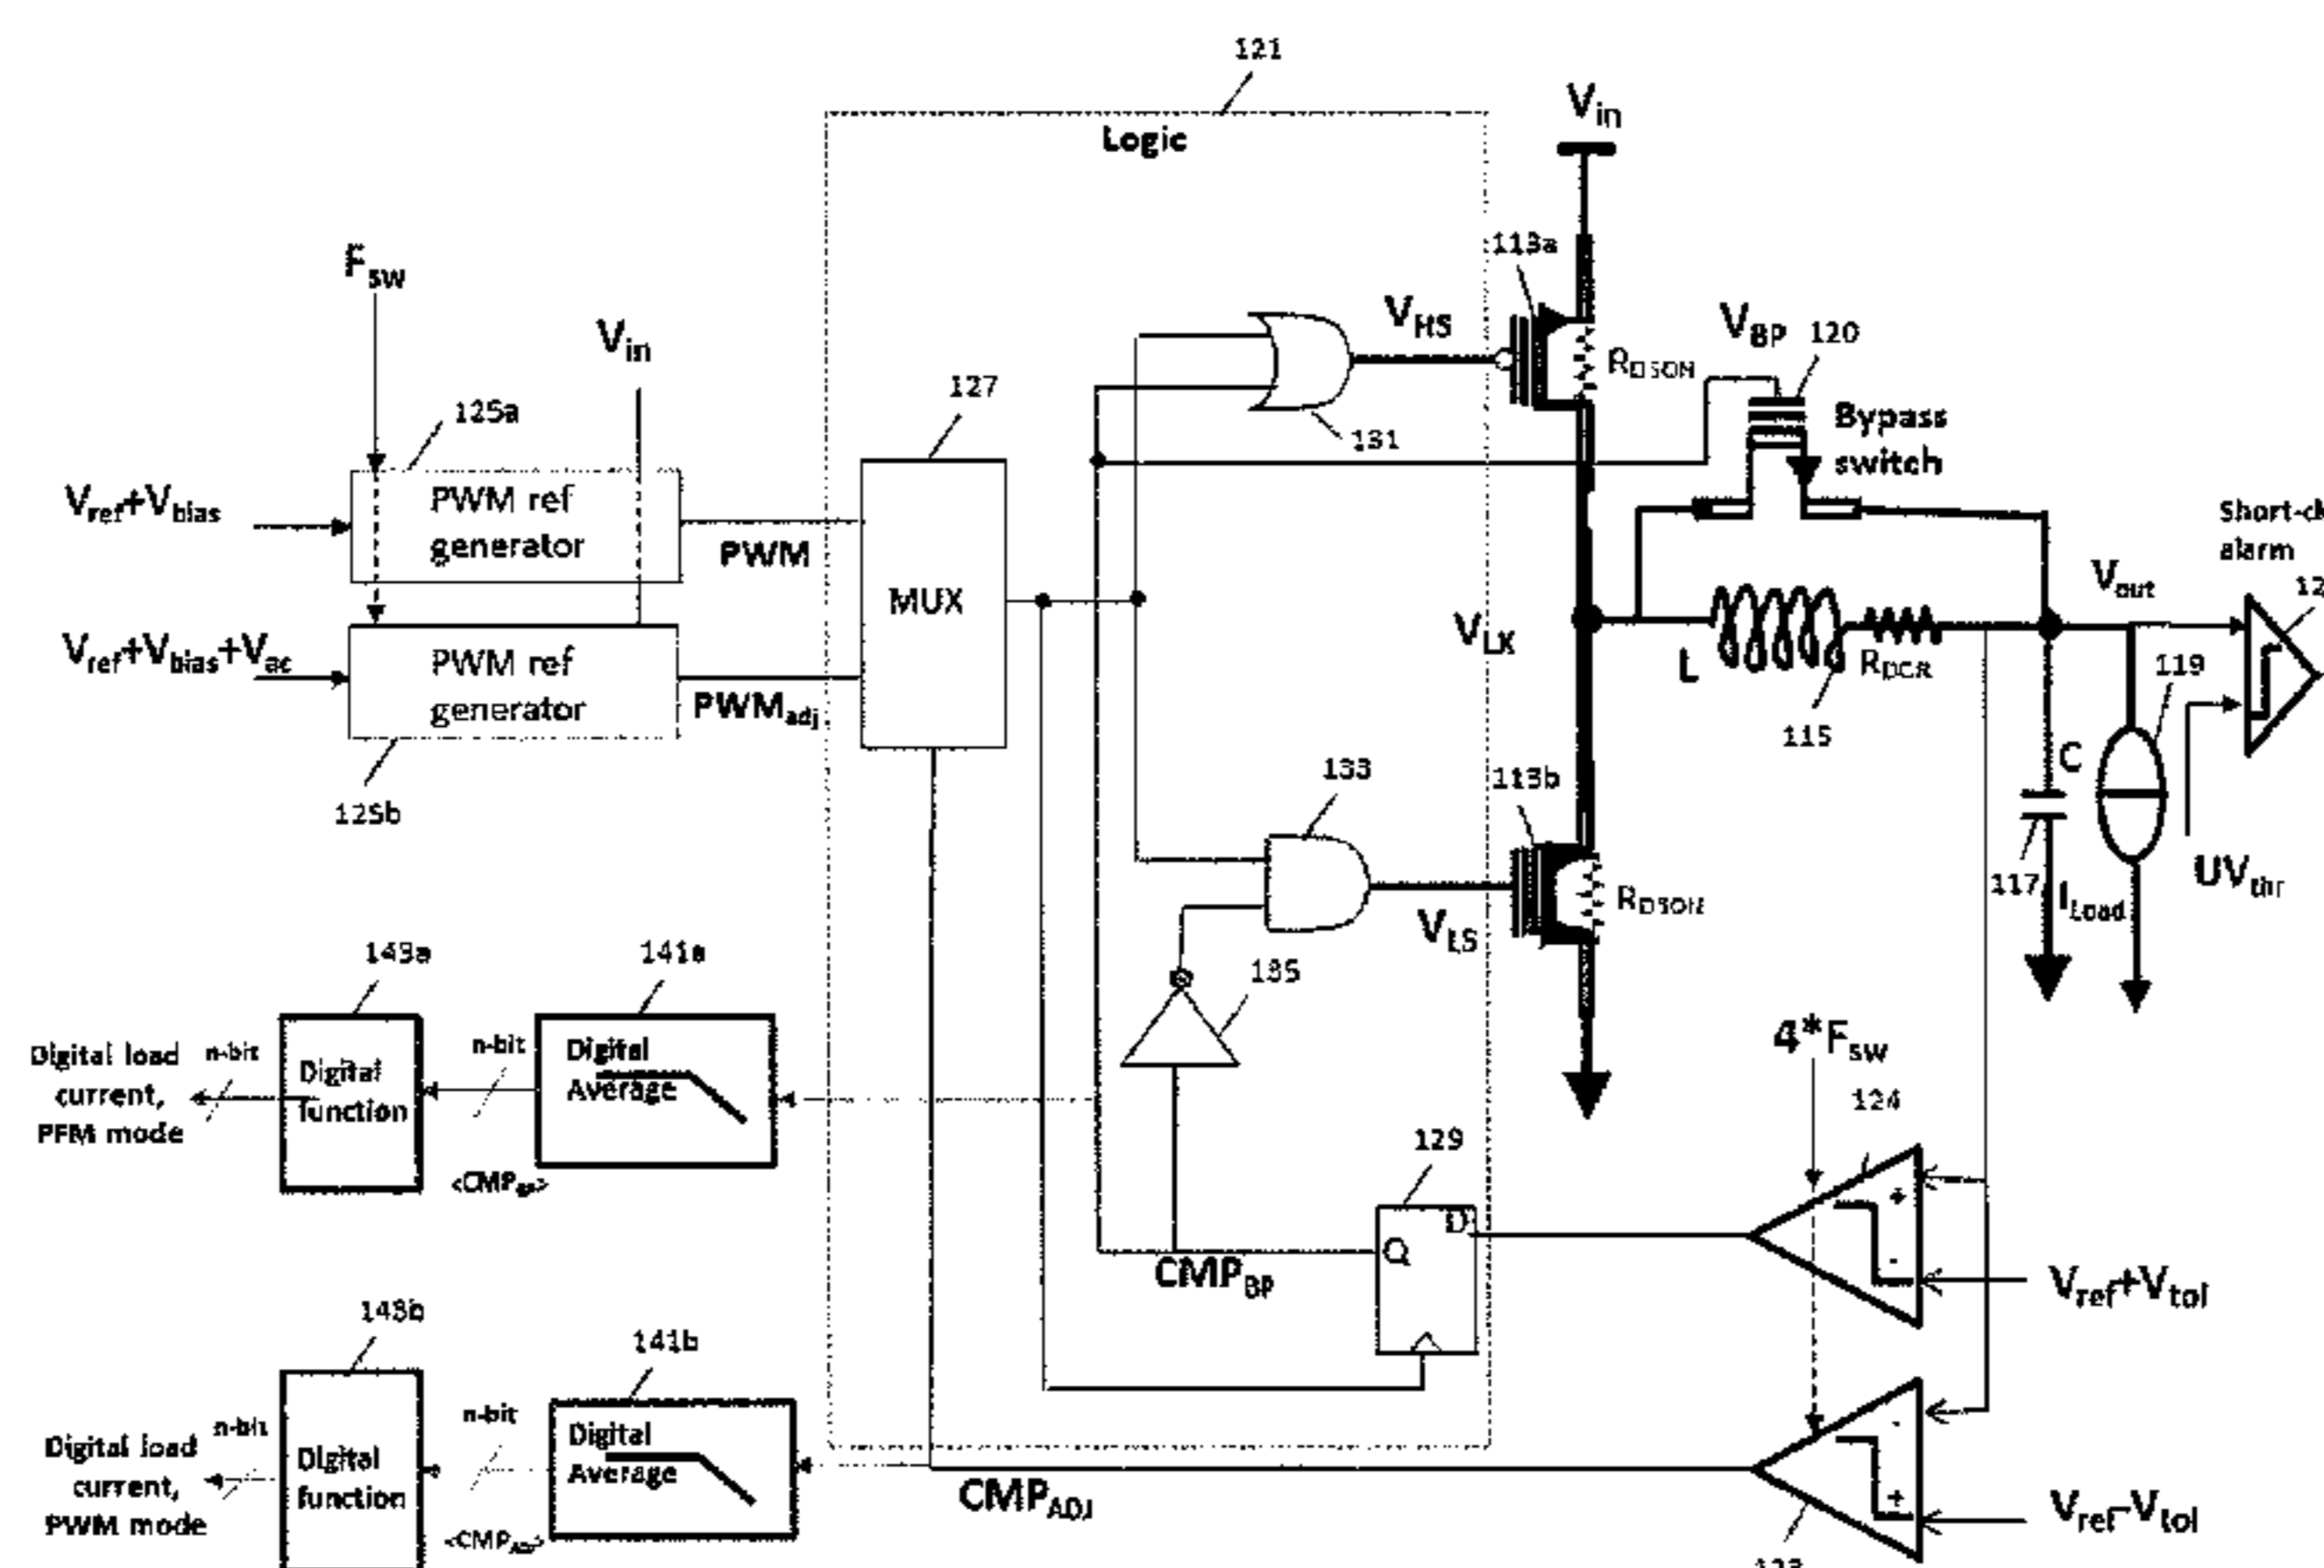 121
Logic
Vin
Fsw
Vin
125a
127
113a
VHS
RDSON
VBP
120
Bypass
switch
131
Vref+Vbias
PWM ref
generator
PWM
MUX
Short-ck
alarm
Vout
VLX
L
RDCR
115
119
Vref+Vbias+Vac
PWM ref
generator
PWMadj
125b
133
113b
C
117
ILoad
UVthr
VLS
RDSON
135
143a
141a
Digital load
current,
PFM mode
n-bit
Digital
function
n-bit
Digital
Average
<CMPBP>
4*Fsw
124
129
D
Q
+
-
CMPBP
Vref+Vtol
143b
141b
Digital load
current,
PWM mode
n-bit
Digital
function
n-bit
Digital
Average
<CMPADJ>
CMPADJ
-
+
Vref-Vtol